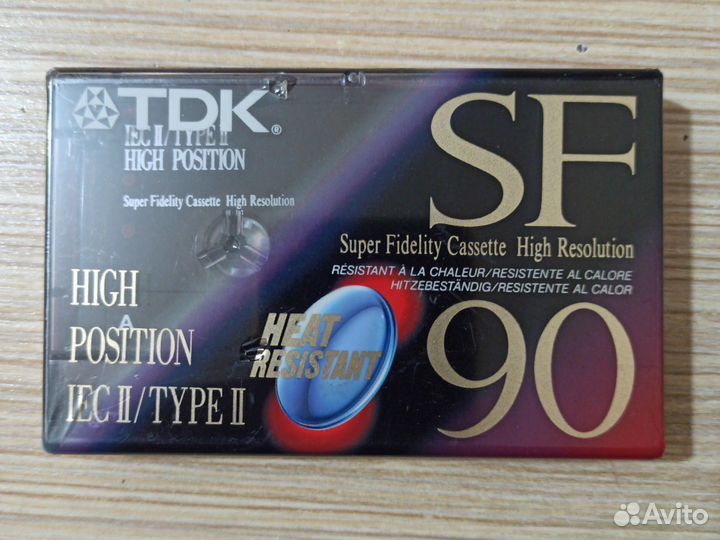 TDK®
SF
IEC II/TYPE II
HIGH POSITION
Super Fidelity Cassette High Resolution
Super Fidelity Cassette High Resolution
RÉSISTANT À LA CHALEUR/RESISTENTE AL CALORE
HITZEBESTÄNDIG/RESISTENTE AL CALOR
HIGH
A
POSITION
IEC II/TYPE II
HEAT
RESISTANT
90
Avito